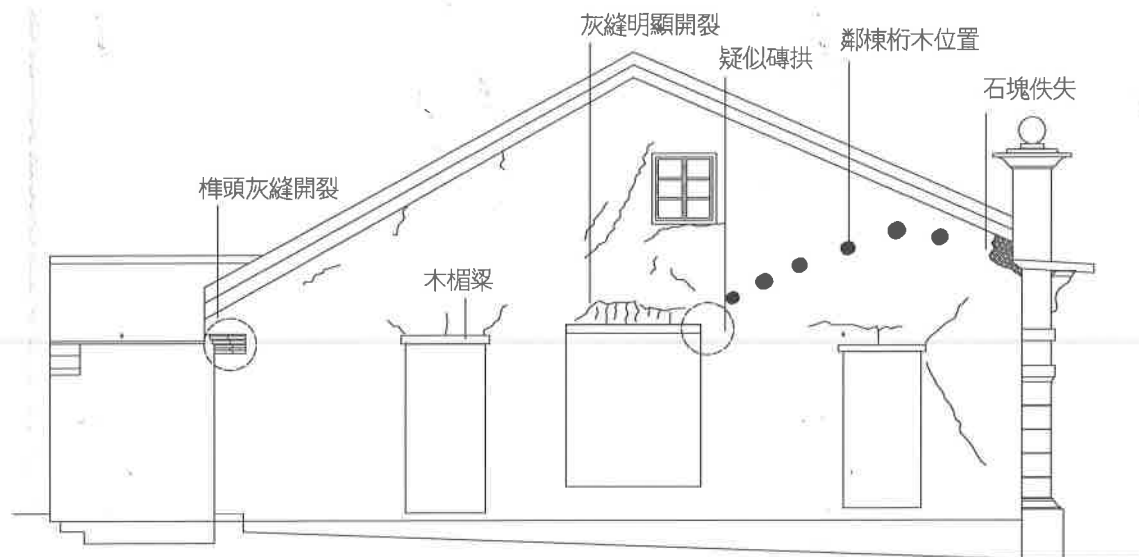 灰縫明顯開裂
疑似磚拱
鄰棟桁木位置
石塊佚失
榫頭灰縫開裂
木楣粱